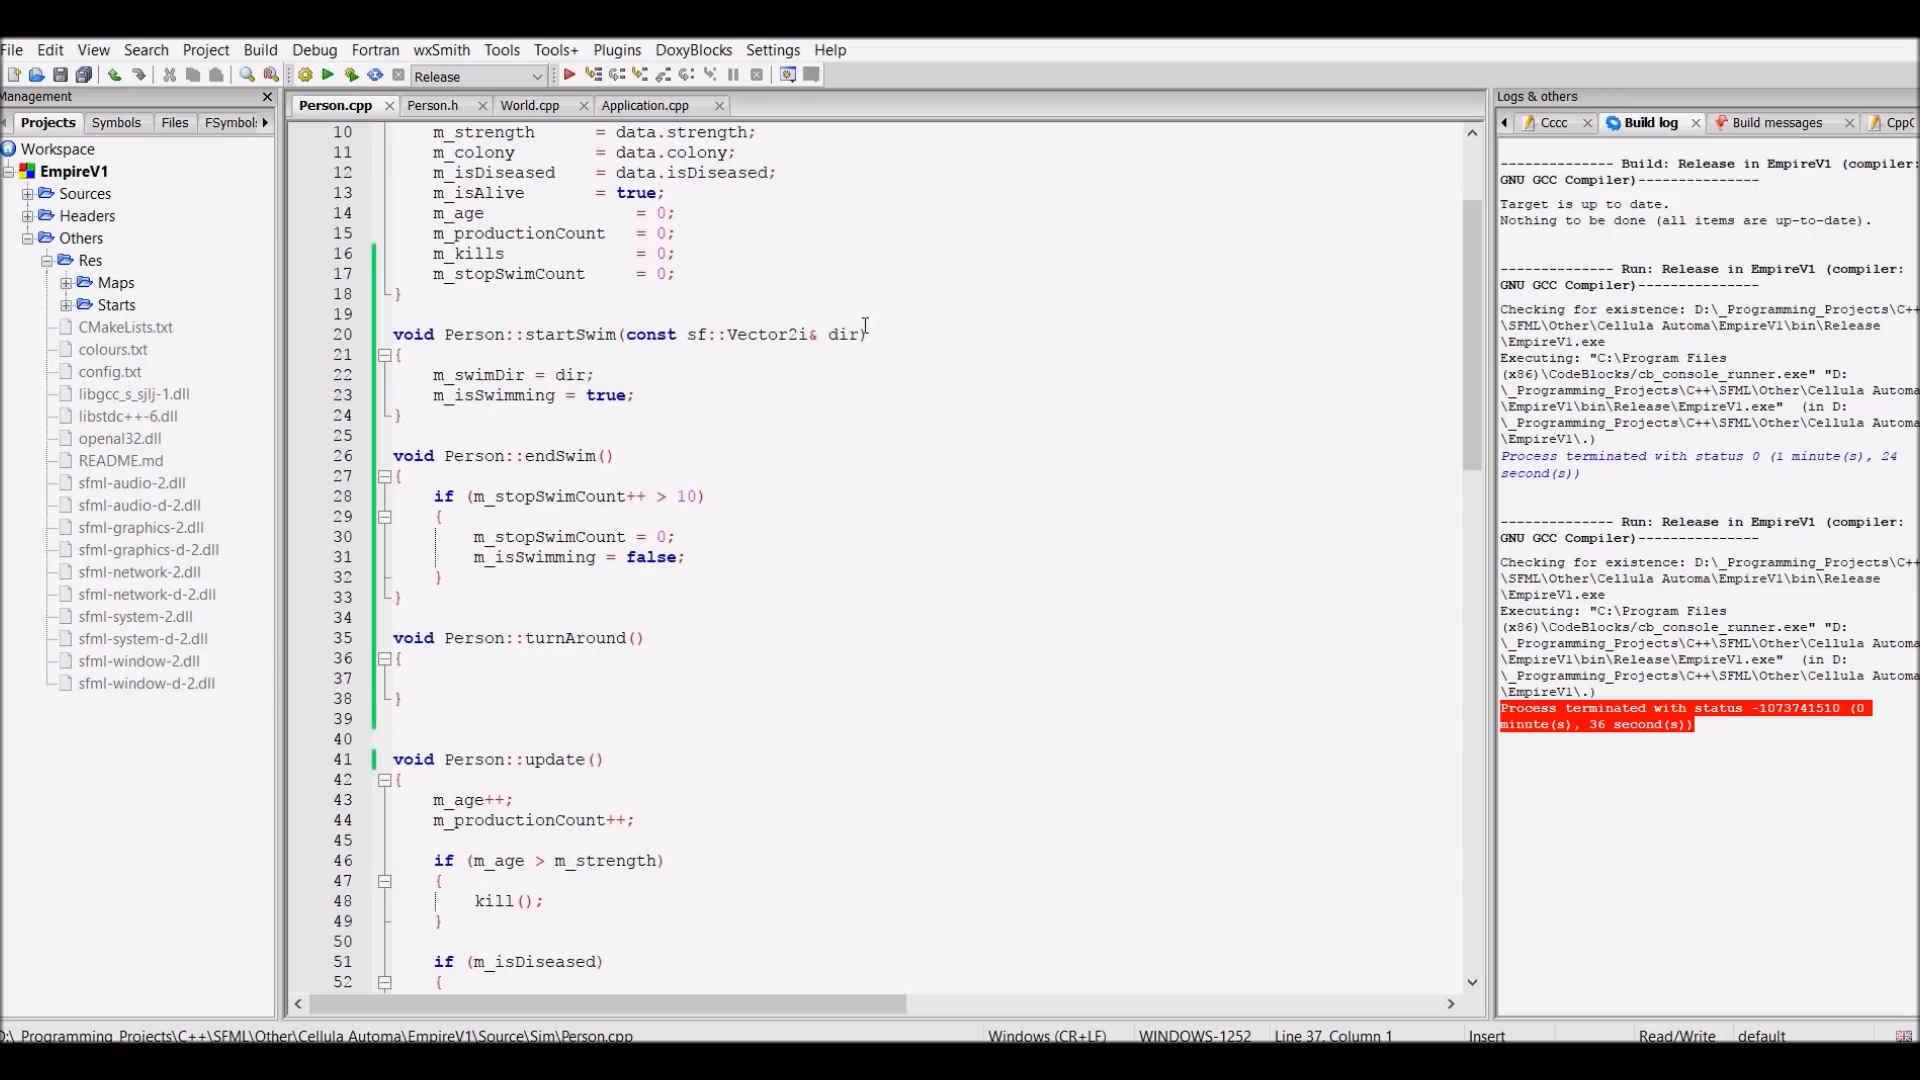 File Edit View Search Project Build Debug Fortran wxSmith Tools Tools+ Plugins DoxyBlocks Settings Help
Release
Management
Projects Symbols Files FSymbols
Workspace
EmpireV1
Sources
Headers
Others
Res
Maps
Starts
CMakeLists.txt
colours.txt
config.txt
libgcc_s_sjlj-1.dll
libstdc++-6.dll
openal32.dll
README.md
sfml-audio-2.dll
sfml-audio-d-2.dll
sfml-graphics-2.dll
sfml-graphics-d-2.dll
sfml-network-2.dll
sfml-network-d-2.dll
sfml-system-2.dll
sfml-system-d-2.dll
sfml-window-2.dll
sfml-window-d-2.dll
Person.cpp Person.h World.cpp Application.cpp
10 m_strength = data.strength;
11 m_colony = data.colony;
12 m_isDiseased = data.isDiseased;
13 m_isAlive = true;
14 m_age = 0;
15 m_productionCount = 0;
16 m_kills = 0;
17 m_stopSwimCount = 0;
18 }
19
20 void Person::startSwim(const sf::Vector2i& dir)
21 {
22 m_swimDir = dir;
23 m_isSwimming = true;
24 }
25
26 void Person::endSwim()
27 {
28 if (m_stopSwimCount++ > 10)
29 {
30 m_stopSwimCount = 0;
31 m_isSwimming = false;
32 }
33 }
34
35 void Person::turnAround()
36 {
37
38 }
39
40
41 void Person::update()
42 {
43 m_age++;
44 m_productionCount++;
45
46 if (m_age > m_strength)
47 {
48 kill();
49 }
50
51 if (m_isDiseased)
52 {
Logs & others
Cccc Build log Build messages CppC
-------------- Build: Release in EmpireV1 (compiler:
GNU GCC Compiler)---------------
Target is up to date.
Nothing to be done (all items are up-to-date).
-------------- Run: Release in EmpireV1 (compiler:
GNU GCC Compiler)---------------
Checking for existence: D:\_Programming_Projects\C++
\SFML\Other\Cellula Automa\EmpireV1\bin\Release
\EmpireV1.exe
Executing: "C:\Program Files
(x86)\CodeBlocks/cb_console_runner.exe" "D:
\_Programming_Projects\C++\SFML\Other\Cellula Automa
\EmpireV1\bin\Release\EmpireV1.exe" (in D:
\_Programming_Projects\C++\SFML\Other\Cellula Automa
\EmpireV1\.)
Process terminated with status 0 (1 minute(s), 24
second(s))
-------------- Run: Release in EmpireV1 (compiler:
GNU GCC Compiler)---------------
Checking for existence: D:\_Programming_Projects\C++
\SFML\Other\Cellula Automa\EmpireV1\bin\Release
\EmpireV1.exe
Executing: "C:\Program Files
(x86)\CodeBlocks/cb_console_runner.exe" "D:
\_Programming_Projects\C++\SFML\Other\Cellula Automa
\EmpireV1\bin\Release\EmpireV1.exe" (in D:
\_Programming_Projects\C++\SFML\Other\Cellula Automa
\EmpireV1\.)
Process terminated with status -1073741510 (0
minute(s), 36 second(s))
D:\_Programming_Projects\C++\SFML\Other\Cellula Automa\EmpireV1\Source\Sim\Person.cpp Windows (CR+LF) WINDOWS-1252 Line 37, Column 1 Insert Read/Write default